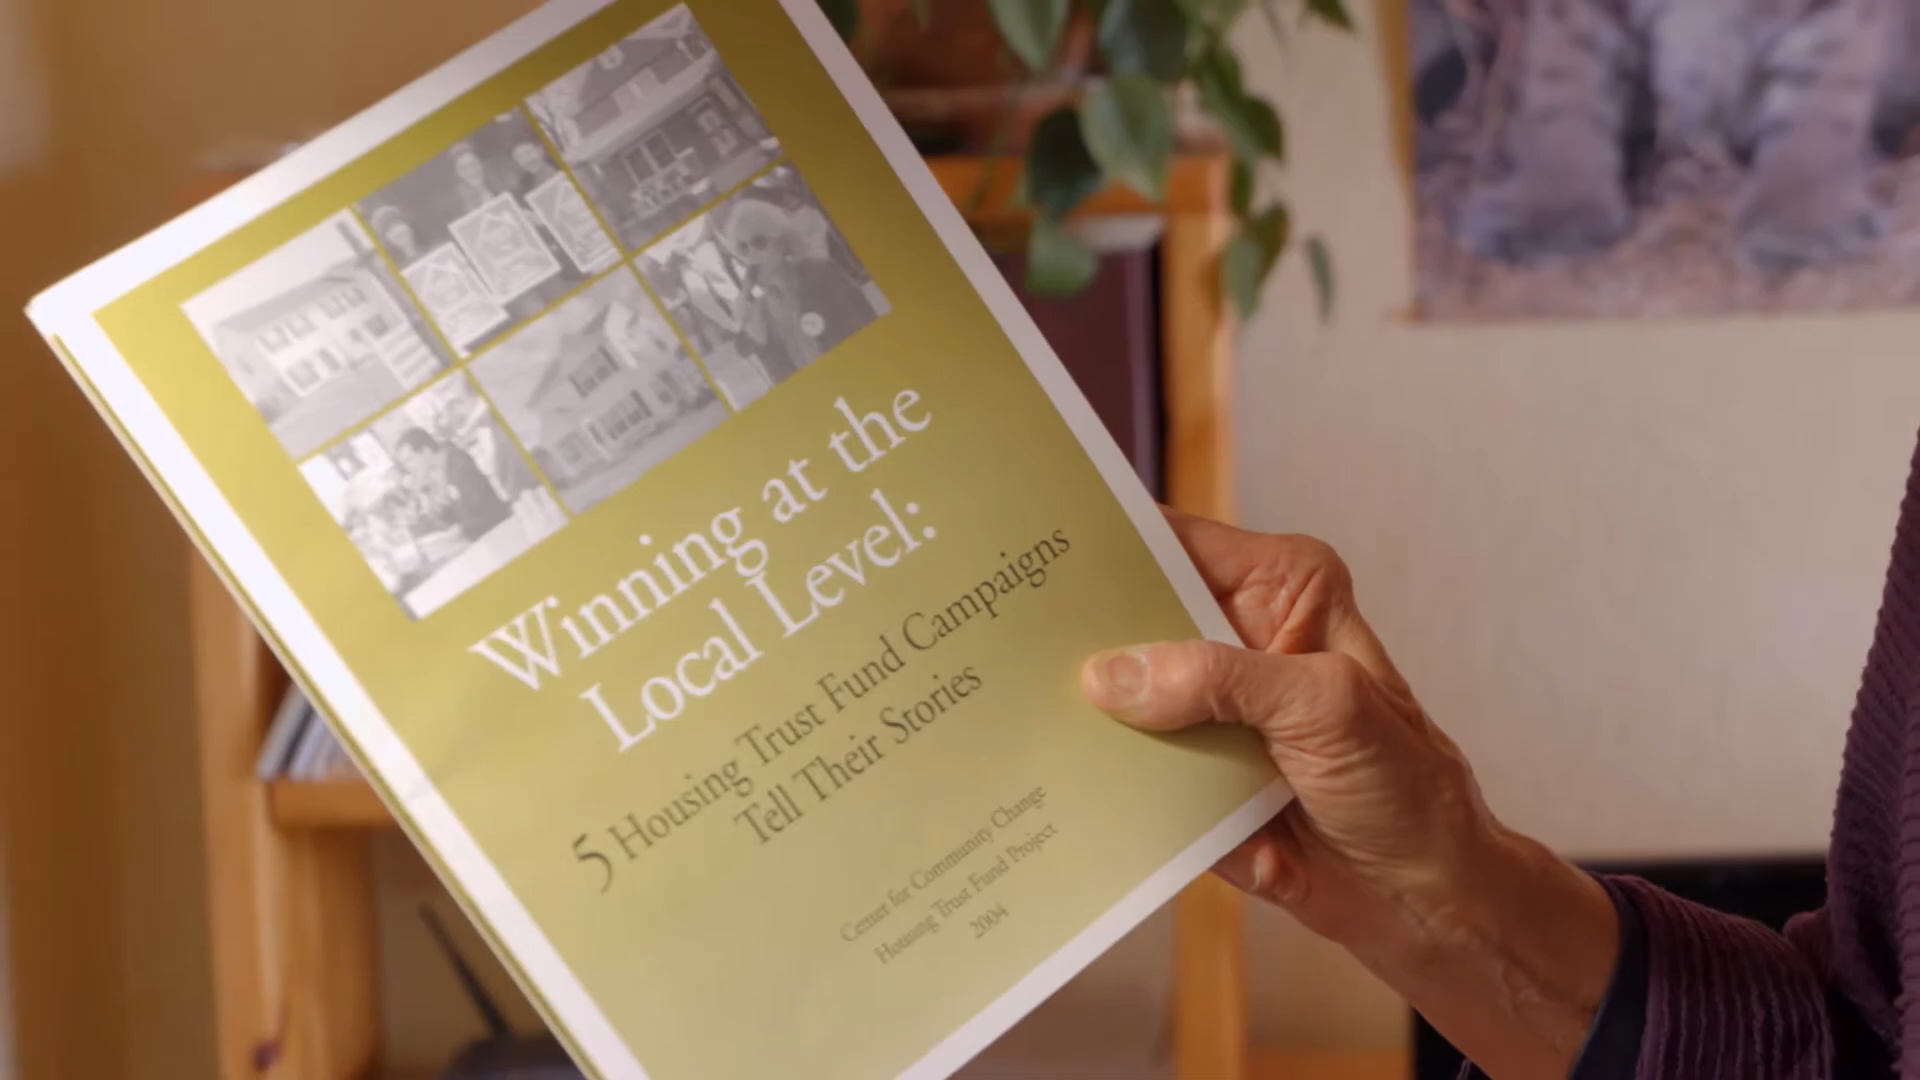 Winning at the
Local Level:
5 Housing Trust Fund Campaigns
Tell Their Stories
Center for Community Change
Housing Trust Fund Project
2004